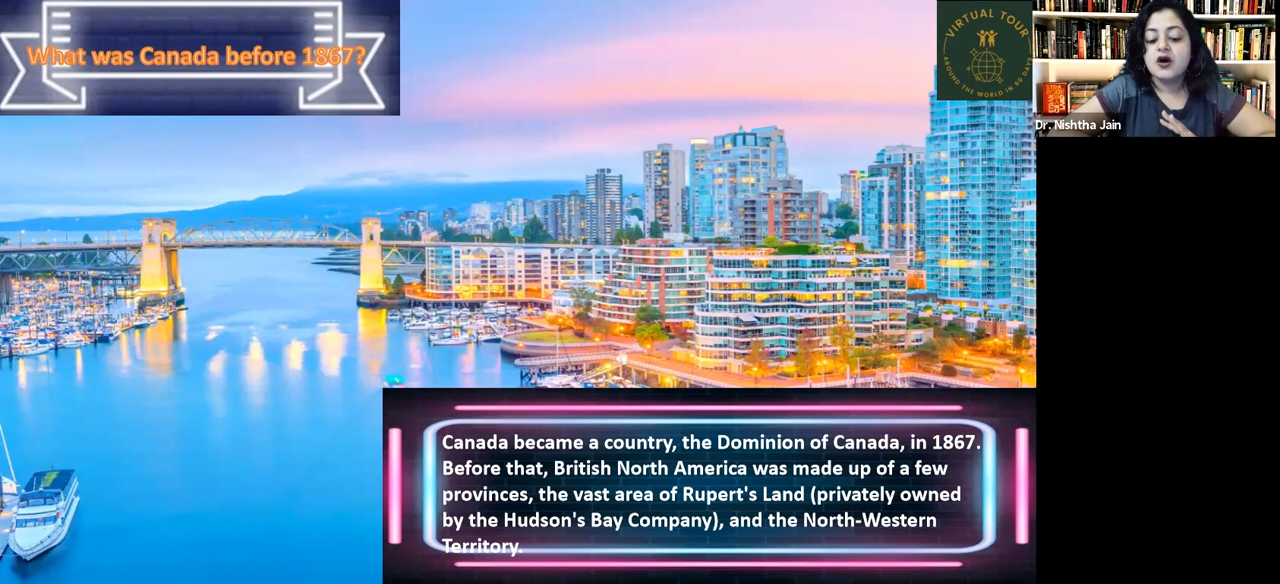 What was Canada before 1867?
VIRTUAL TOUR
AROUND THE WORLD IN 80 DAYS
Dr. Nishtha Jain
Canada became a country, the Dominion of Canada, in 1867.
Before that, British North America was made up of a few
provinces, the vast area of Rupert's Land (privately owned
by the Hudson's Bay Company), and the North-Western
Territory.